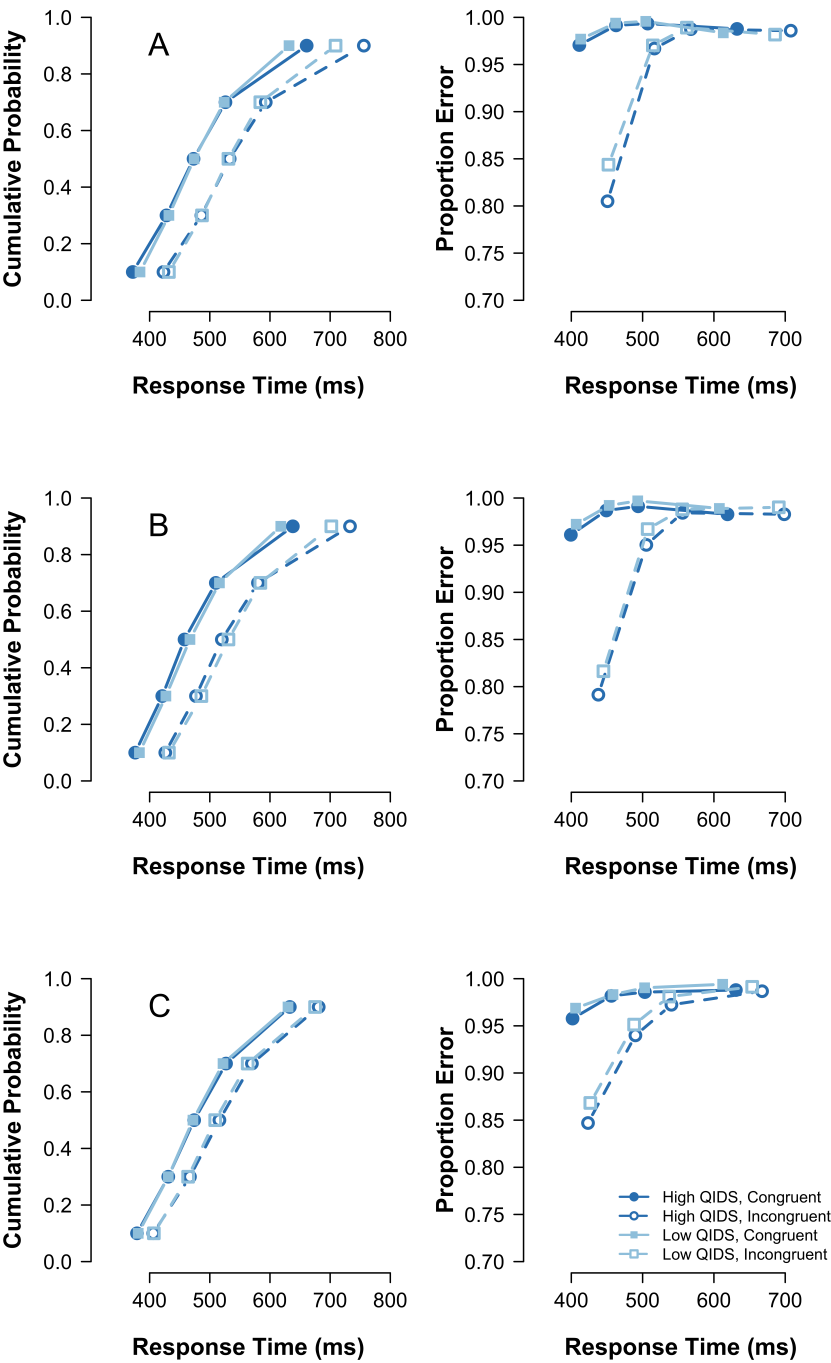 A
Cumulative Probability
1.0
0.8
0.6
0.4
0.2
0.0
400 500 600 700 800
Response Time (ms)
Proportion Error
1.00
0.95
0.90
0.85
0.80
0.75
0.70
400 500 600 700
Response Time (ms)
B
Cumulative Probability
1.0
0.8
0.6
0.4
0.2
0.0
400 500 600 700 800
Response Time (ms)
Proportion Error
1.00
0.95
0.90
0.85
0.80
0.75
0.70
400 500 600 700
Response Time (ms)
C
Cumulative Probability
1.0
0.8
0.6
0.4
0.2
0.0
400 500 600 700 800
Response Time (ms)
Proportion Error
1.00
0.95
0.90
0.85
0.80
0.75
0.70
High QIDS, Congruent
High QIDS, Incongruent
Low QIDS, Congruent
Low QIDS, Incongruent
400 500 600 700
Response Time (ms)